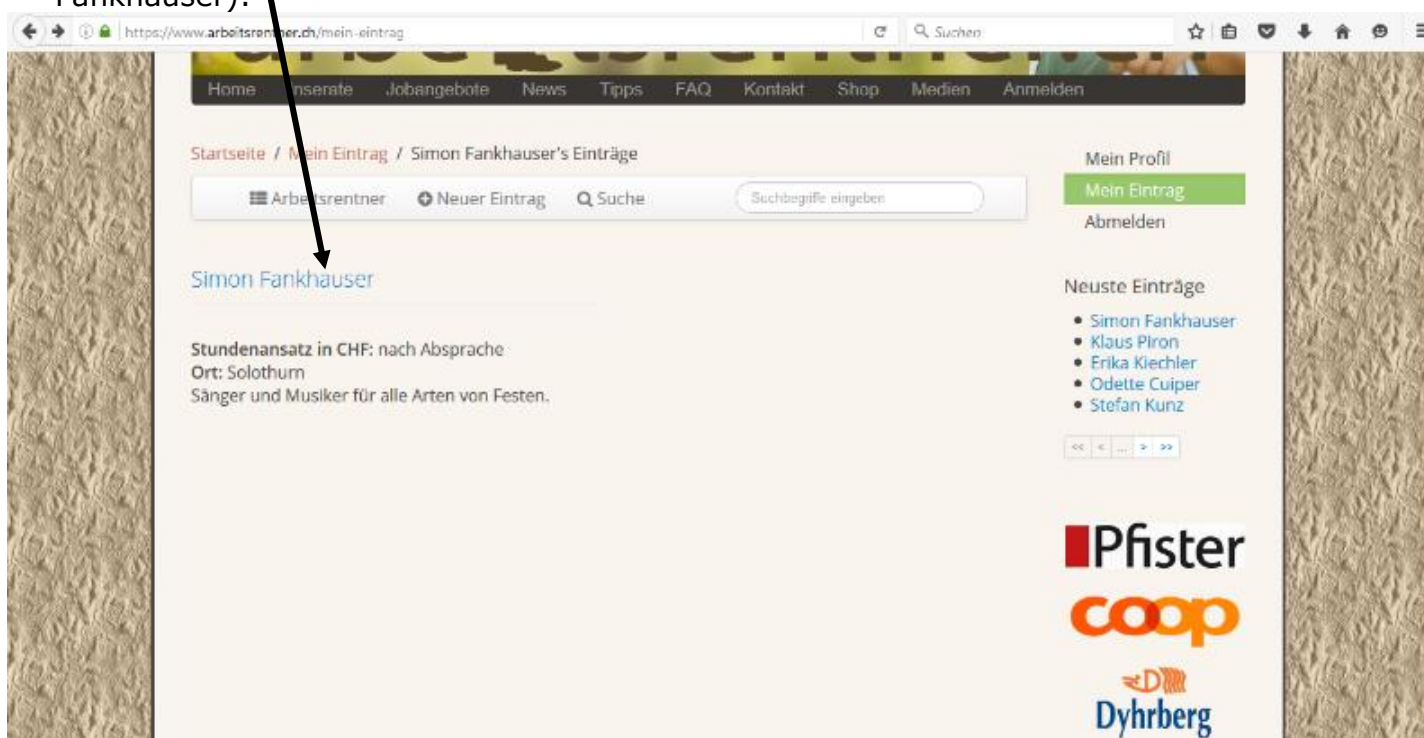 Fankhauser).
https://www.arbeitsrentner.ch/mein-eintrag
Suchen
arbeitsrentner.ch
Home Inserate Jobangebote News Tipps FAQ Kontakt Shop Medien Anmelden
Startseite / Mein Eintrag / Simon Fankhauser's Einträge
Arbeitsrentner Neuer Eintrag Suche Suchbegriffe eingeben
Mein Profil
Mein Eintrag
Abmelden
Simon Fankhauser
Stundenansatz in CHF: nach Absprache
Ort: Solothurn
Sänger und Musiker für alle Arten von Festen.
Neuste Einträge
Simon Fankhauser
Klaus Piron
Erika Kiechler
Odette Cuiper
Stefan Kunz
<< < ... > >>
Pfister
coop
Dyhrberg